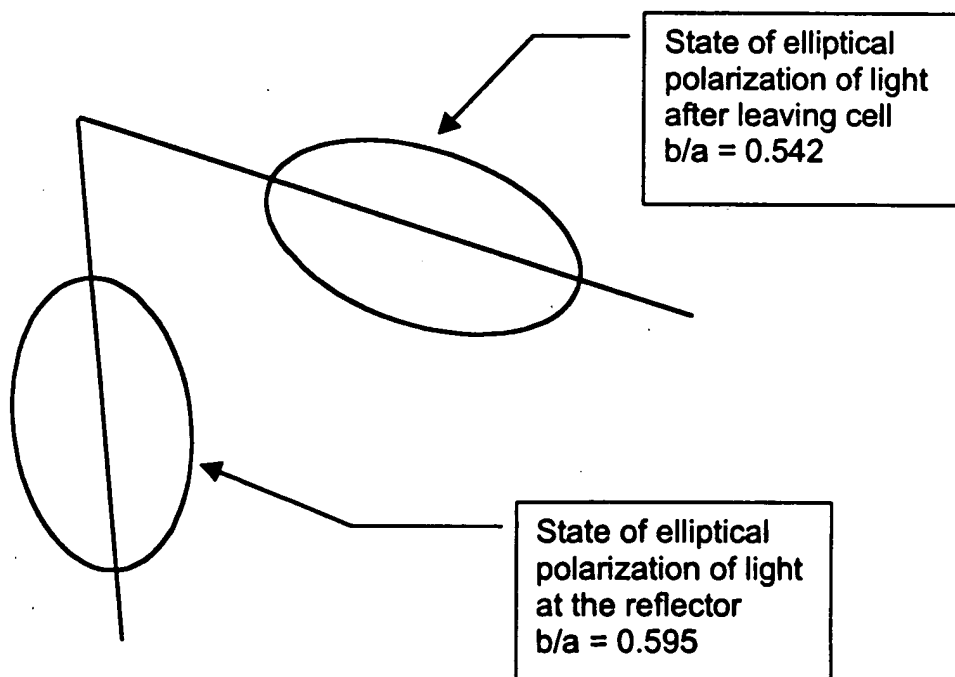 State of elliptical
polarization of light
after leaving cell
b/a = 0.542
State of elliptical
polarization of light
at the reflector
b/a = 0.595